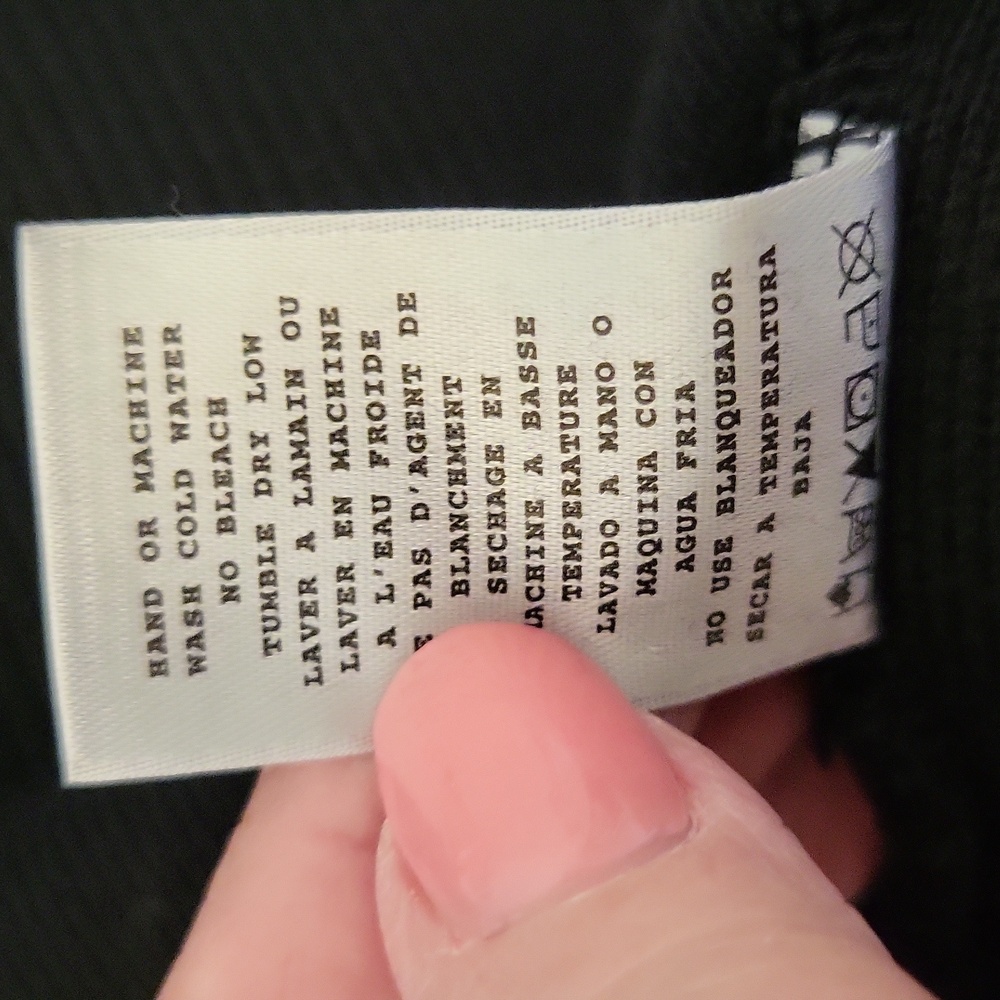 HAND OR MACHINE
WASH COLD WATER
NO BLEACH
TUMBLE DRY LOW
LAVER A LAMAIN OU
LAVER EN MACHINE
A L'EAU FROIDE
PAS D'AGENT DE
BLANCHMENT
SECHAGE EN
ACHINE A BASSE
TEMPERATURE
LAVADO A MANO O
MAQUINA CON
AGUA FRIA
NO USE BLANQUEADOR
SECAR A TEMPERATURA
BAJA